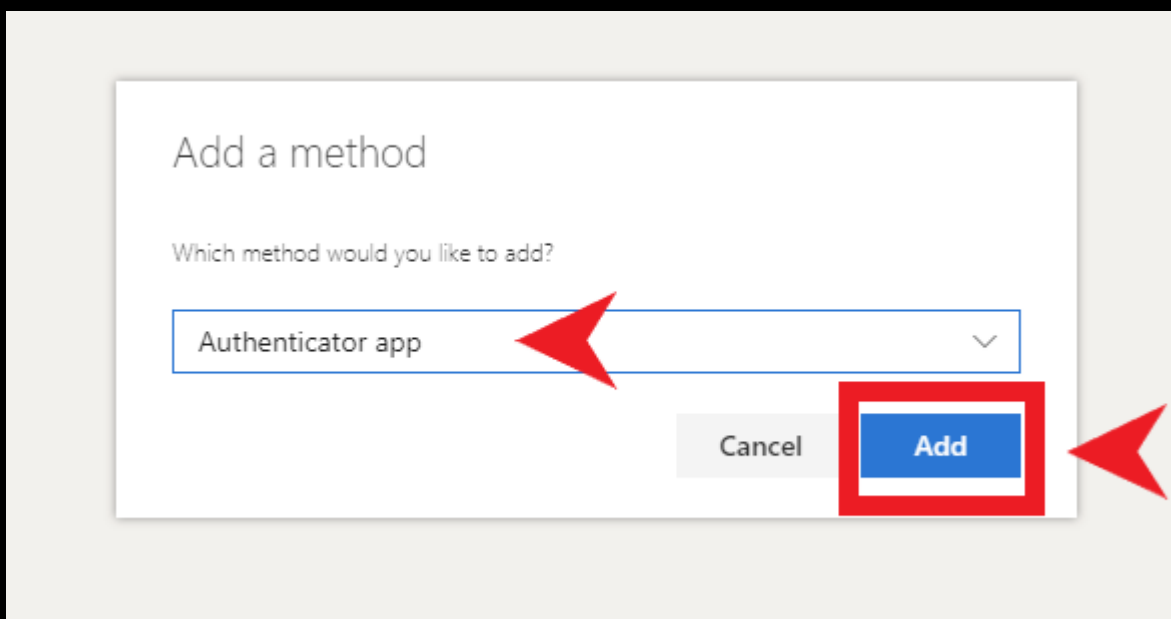 Add a method
Which method would you like to add?
Authenticator app
Cancel
Add